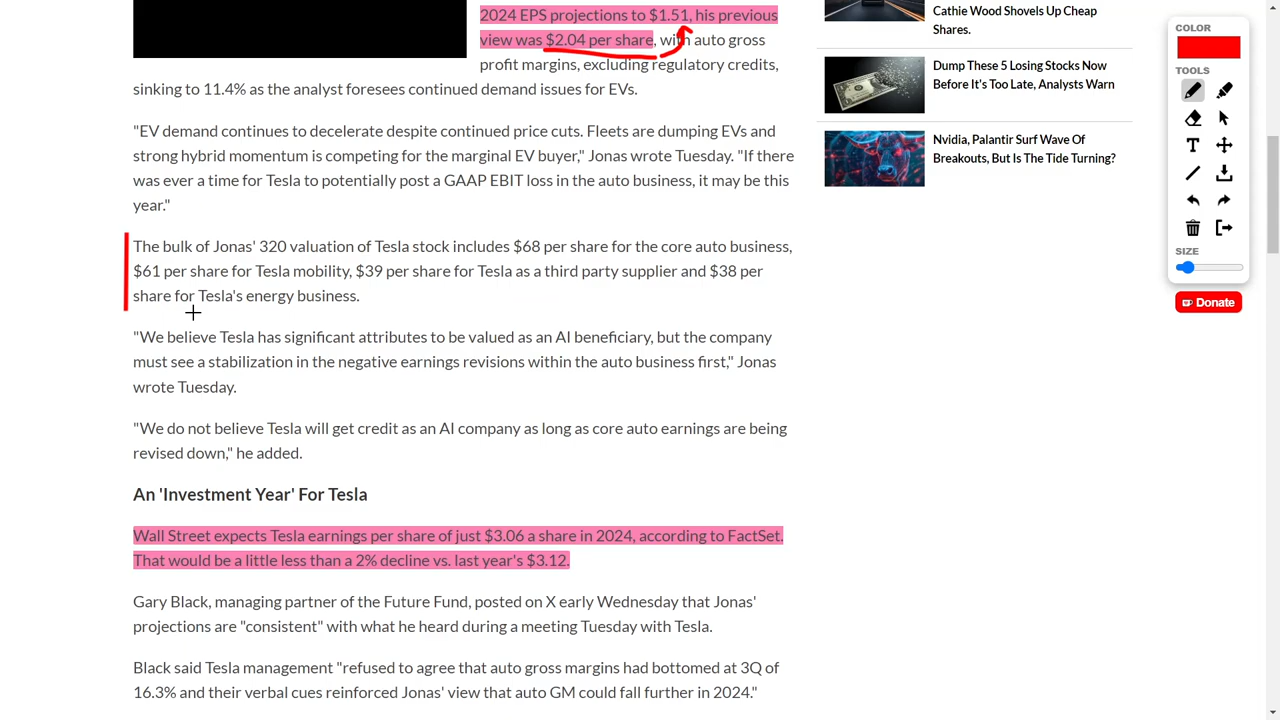 2024 EPS projections to $1.51, his previous
view was $2.04 per share, with auto gross
profit margins, excluding regulatory credits,
sinking to 11.4% as the analyst foresees continued demand issues for EVs.
"EV demand continues to decelerate despite continued price cuts. Fleets are dumping EVs and
strong hybrid momentum is competing for the marginal EV buyer," Jonas wrote Tuesday. "If there
was ever a time for Tesla to potentially post a GAAP EBIT loss in the auto business, it may be this
year."
The bulk of Jonas' 320 valuation of Tesla stock includes $68 per share for the core auto business,
$61 per share for Tesla mobility, $39 per share for Tesla as a third party supplier and $38 per
share for Tesla's energy business.
"We believe Tesla has significant attributes to be valued as an AI beneficiary, but the company
must see a stabilization in the negative earnings revisions within the auto business first," Jonas
wrote Tuesday.
"We do not believe Tesla will get credit as an AI company as long as core auto earnings are being
revised down," he added.
An 'Investment Year' For Tesla
Wall Street expects Tesla earnings per share of just $3.06 a share in 2024, according to FactSet.
That would be a little less than a 2% decline vs. last year's $3.12.
Gary Black, managing partner of the Future Fund, posted on X early Wednesday that Jonas'
projections are "consistent" with what he heard during a meeting Tuesday with Tesla.
Black said Tesla management "refused to agree that auto gross margins had bottomed at 3Q of
16.3% and their verbal cues reinforced Jonas' view that auto GM could fall further in 2024."
Cathie Wood Shovels Up Cheap
Shares.
Dump These 5 Losing Stocks Now
Before It's Too Late, Analysts Warn
Nvidia, Palantir Surf Wave Of
Breakouts, But Is The Tide Turning?
COLOR
TOOLS
T
SIZE
Donate